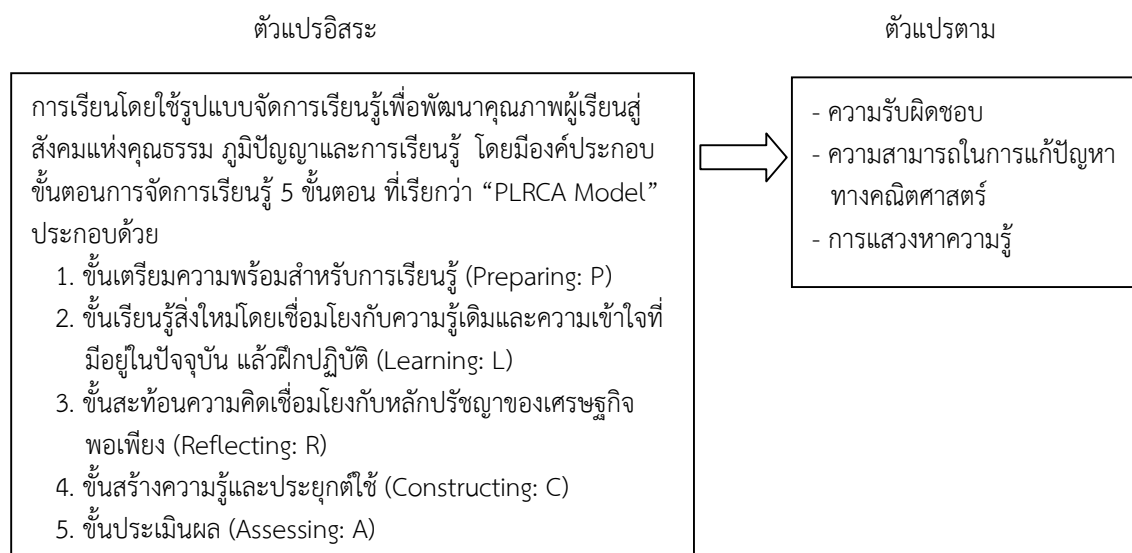 ตัวแปรอิสระ
ตัวแปรตาม
การเรียนโดยใช้รูปแบบจัดการเรียนรู้เพื่อพัฒนาคุณภาพผู้เรียนสู่
สังคมแห่งคุณธรรม ภูมิปัญญาและการเรียนรู้ โดยมีองค์ประกอบ
ขั้นตอนการจัดการเรียนรู้ 5 ขั้นตอน ที่เรียกว่า “PLRCA Model”
ประกอบด้วย
1. ขั้นเตรียมความพร้อมสำหรับการเรียนรู้ (Preparing: P)
2. ขั้นเรียนรู้สิ่งใหม่โดยเชื่อมโยงกับความรู้เดิมและความเข้าใจที่
มีอยู่ในปัจจุบัน แล้วฝึกปฏิบัติ (Learning: L)
3. ขั้นสะท้อนความคิดเชื่อมโยงกับหลักปรัชญาของเศรษฐกิจ
พอเพียง (Reflecting: R)
4. ขั้นสร้างความรู้และประยุกต์ใช้ (Constructing: C)
5. ขั้นประเมินผล (Assessing: A)
- ความรับผิดชอบ
- ความสามารถในการแก้ปัญหา
ทางคณิตศาสตร์
- การแสวงหาความรู้